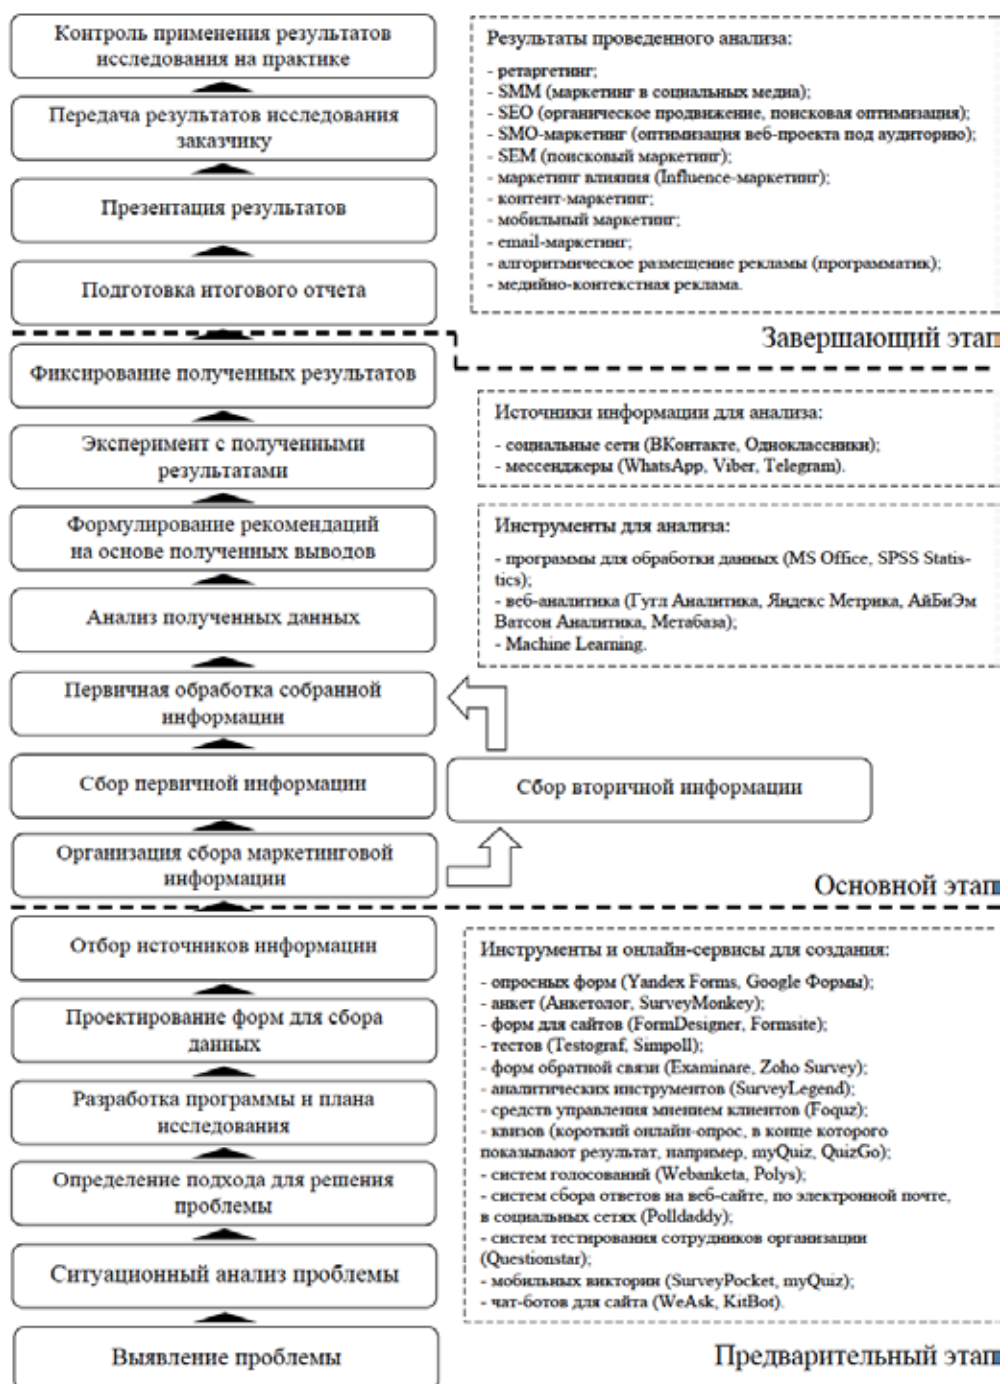 Контроль применения результатов
исследования на практике
Передача результатов исследования
заказчику
Презентация результатов
Подготовка итогового отчета
Результаты проведенного анализа:
- ретаргетинг;
- SMM (маркетинг в социальных медиа);
- SEO (органическое продвижение, поисковая оптимизация);
- SMO-маркетинг (оптимизация веб-проекта под аудиторию);
- SEM (поисковый маркетинг);
- маркетинг влияния (Influence-маркетинг);
- контент-маркетинг;
- мобильный маркетинг;
- email-маркетинг;
- алгоритмическое размещение рекламы (программатик);
- медийно-контекстная реклама.
Завершающий этап
Фиксирование полученных результатов
Эксперимент с полученными
результатами
Формулирование рекомендаций
на основе полученных выводов
Анализ полученных данных
Первичная обработка собранной
информации
Сбор первичной информации
Организация сбора маркетинговой
информации
Источники информации для анализа:
- социальные сети (ВКонтакте, Одноклассники);
- мессенджеры (WhatsApp, Viber, Telegram).
Инструменты для анализа:
- программы для обработки данных (MS Office, SPSS Statis-
tics);
- веб-аналитика (Гугл Аналитика, Яндекс Метрика, АйБиЭм
Ватсон Аналитика, Метабаза);
- Machine Learning.
Сбор вторичной информации
Основной этап
Отбор источников информации
Проектирование форм для сбора
данных
Разработка программы и плана
исследования
Определение подхода для решения
проблемы
Ситуационный анализ проблемы
Выявление проблемы
Инструменты и онлайн-сервисы для создания:
- опросных форм (Yandex Forms, Google Формы);
- анкет (Анкетолог, SurveyMonkey);
- форм для сайтов (FormDesigner, Formsite);
- тестов (Testograf, Simpoll);
- форм обратной связи (Examinare, Zoho Survey);
- аналитических инструментов (SurveyLegend);
- средств управления мнением клиентов (Foquz);
- квизов (короткий онлайн-опрос, в конце которого
показывают результат, например, myQuiz, QuizGo);
- систем голосований (Webanketa, Polys);
- систем сбора ответов на веб-сайте, по электронной почте,
в социальных сетях (Polldaddy);
- систем тестирования сотрудников организации
(Questionstar);
- мобильных викторин (SurveyPocket, myQuiz);
- чат-ботов для сайта (WeAsk, KitBot).
Предварительный этап